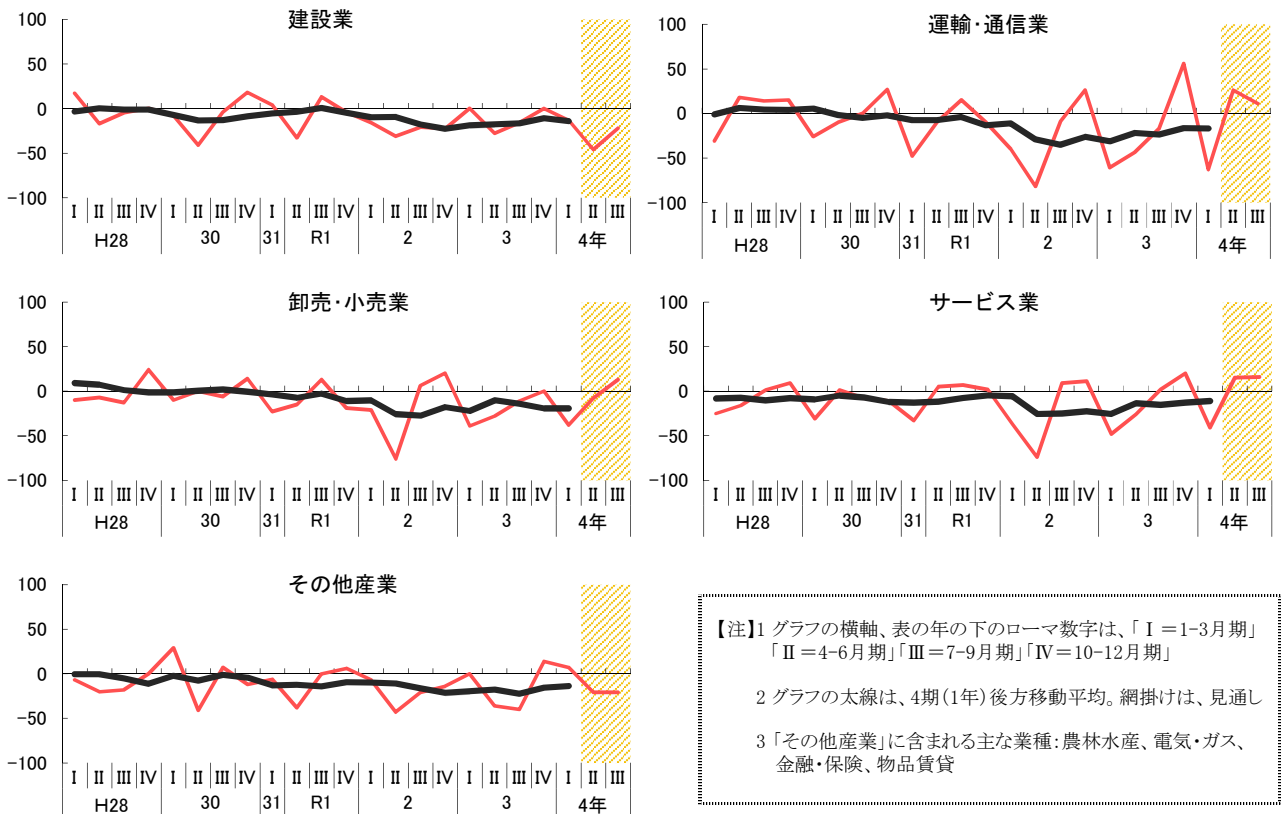 建設業
100
50
0
-50
-100
Ⅰ Ⅱ Ⅲ Ⅳ Ⅰ Ⅱ Ⅲ Ⅳ Ⅰ Ⅱ Ⅲ Ⅳ Ⅰ Ⅱ Ⅲ Ⅳ Ⅰ Ⅱ Ⅲ Ⅳ Ⅰ Ⅱ Ⅲ
H28 30 31 R1 2 3 4年
運輸・通信業
100
50
0
-50
-100
Ⅰ Ⅱ Ⅲ Ⅳ Ⅰ Ⅱ Ⅲ Ⅳ Ⅰ Ⅱ Ⅲ Ⅳ Ⅰ Ⅱ Ⅲ Ⅳ Ⅰ Ⅱ Ⅲ Ⅳ Ⅰ Ⅱ Ⅲ
H28 30 31 R1 2 3 4年
卸売・小売業
100
50
0
-50
-100
Ⅰ Ⅱ Ⅲ Ⅳ Ⅰ Ⅱ Ⅲ Ⅳ Ⅰ Ⅱ Ⅲ Ⅳ Ⅰ Ⅱ Ⅲ Ⅳ Ⅰ Ⅱ Ⅲ Ⅳ Ⅰ Ⅱ Ⅲ
H28 30 31 R1 2 3 4年
サービス業
100
50
0
-50
-100
Ⅰ Ⅱ Ⅲ Ⅳ Ⅰ Ⅱ Ⅲ Ⅳ Ⅰ Ⅱ Ⅲ Ⅳ Ⅰ Ⅱ Ⅲ Ⅳ Ⅰ Ⅱ Ⅲ Ⅳ Ⅰ Ⅱ Ⅲ
H28 30 31 R1 2 3 4年
その他産業
100
50
0
-50
-100
Ⅰ Ⅱ Ⅲ Ⅳ Ⅰ Ⅱ Ⅲ Ⅳ Ⅰ Ⅱ Ⅲ Ⅳ Ⅰ Ⅱ Ⅲ Ⅳ Ⅰ Ⅱ Ⅲ Ⅳ Ⅰ Ⅱ Ⅲ
H28 30 31 R1 2 3 4年
【注】1 グラフの横軸、表の年の下のローマ数字は、「Ⅰ=1-3月期」
「Ⅱ=4-6月期」「Ⅲ=7-9月期」「Ⅳ=10-12月期」
2 グラフの太線は、4期(1年)後方移動平均。網掛けは、見通し
3 「その他産業」に含まれる主な業種:農林水産、電気・ガス、
金融・保険、物品賃貸